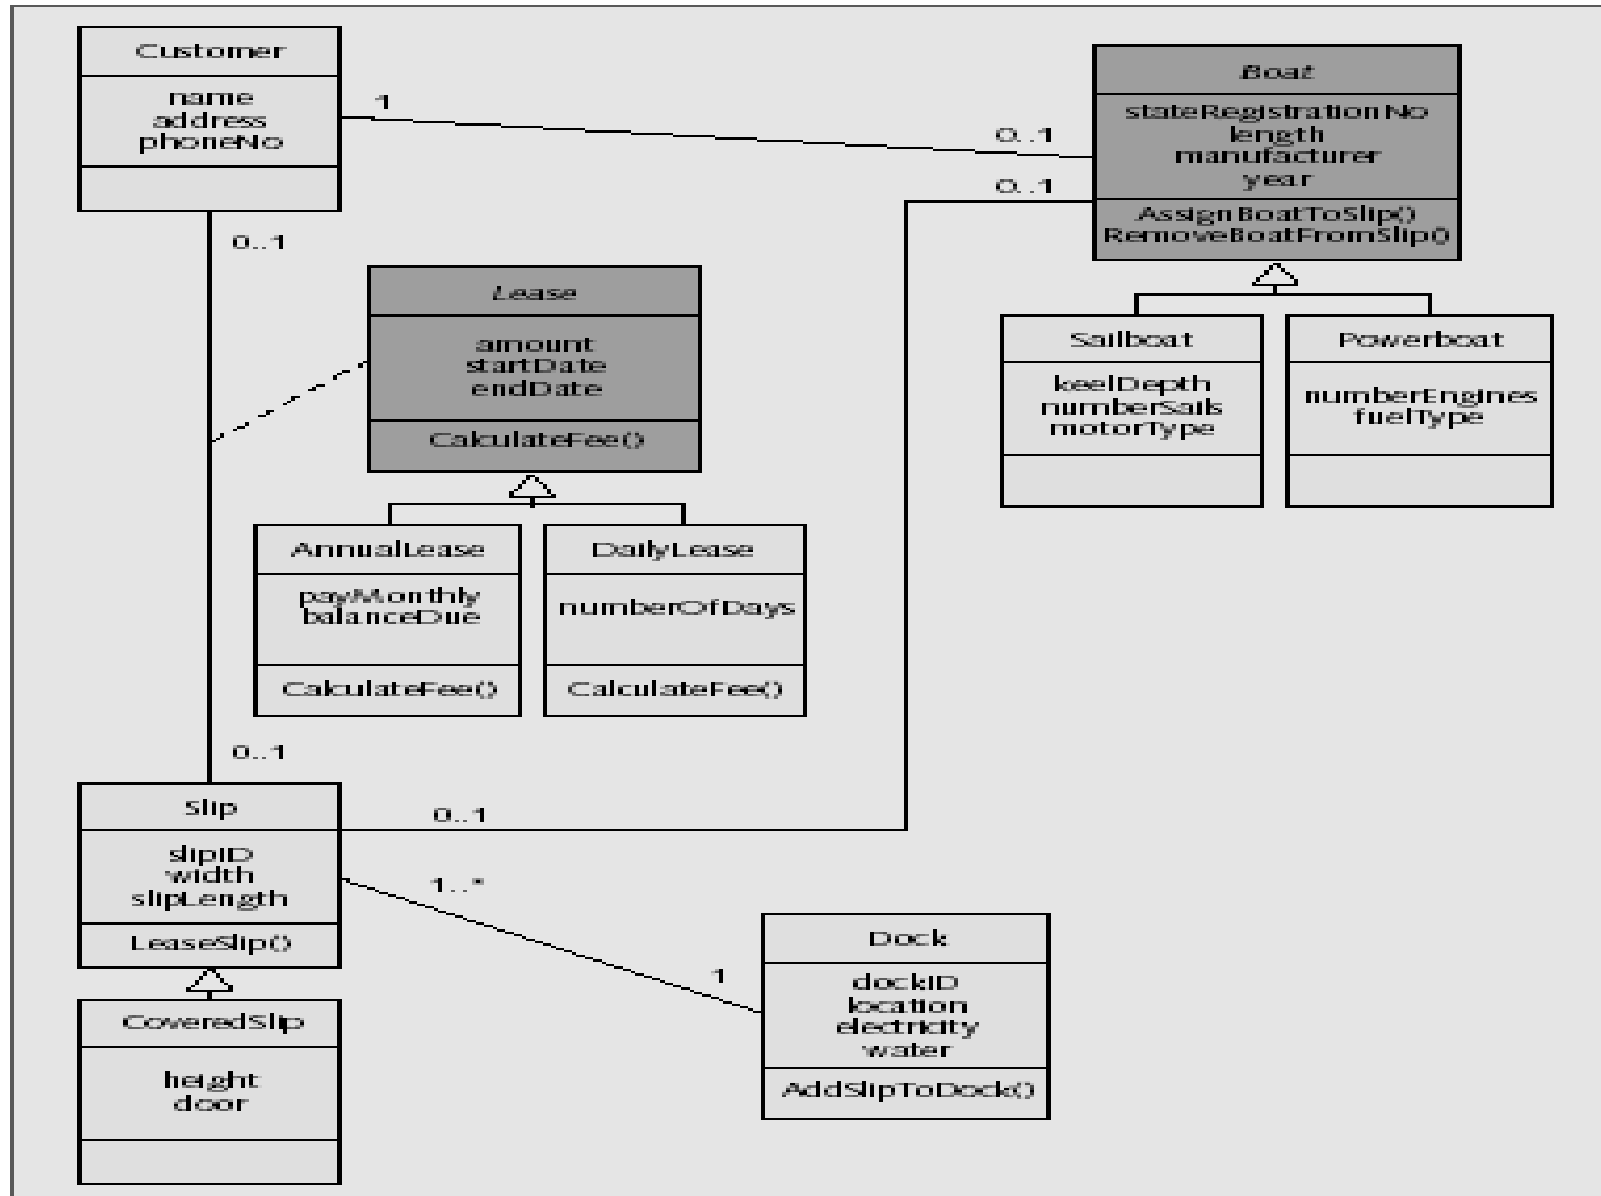 Customer
name
address
phoneNo
1
0..1
0..1
Boat
stateRegistrationNo
length
manufacturer
year
AssignBoatToSlip()
RemoveBoatFromSlip()
0..1
Lease
amount
startDate
endDate
CalculateFee()
Sailboat
keelDepth
numberSails
motorType
Powerboat
numberEngines
fuelType
AnnualLease
payMonthly
balanceDue
CalculateFee()
DailyLease
numberOfDays
CalculateFee()
0..1
Slip
slipID
width
slipLength
LeaseSlip()
0..1
1..*
1
Dock
dockID
location
electricity
water
AddSlipToDock()
CoveredSlip
height
door